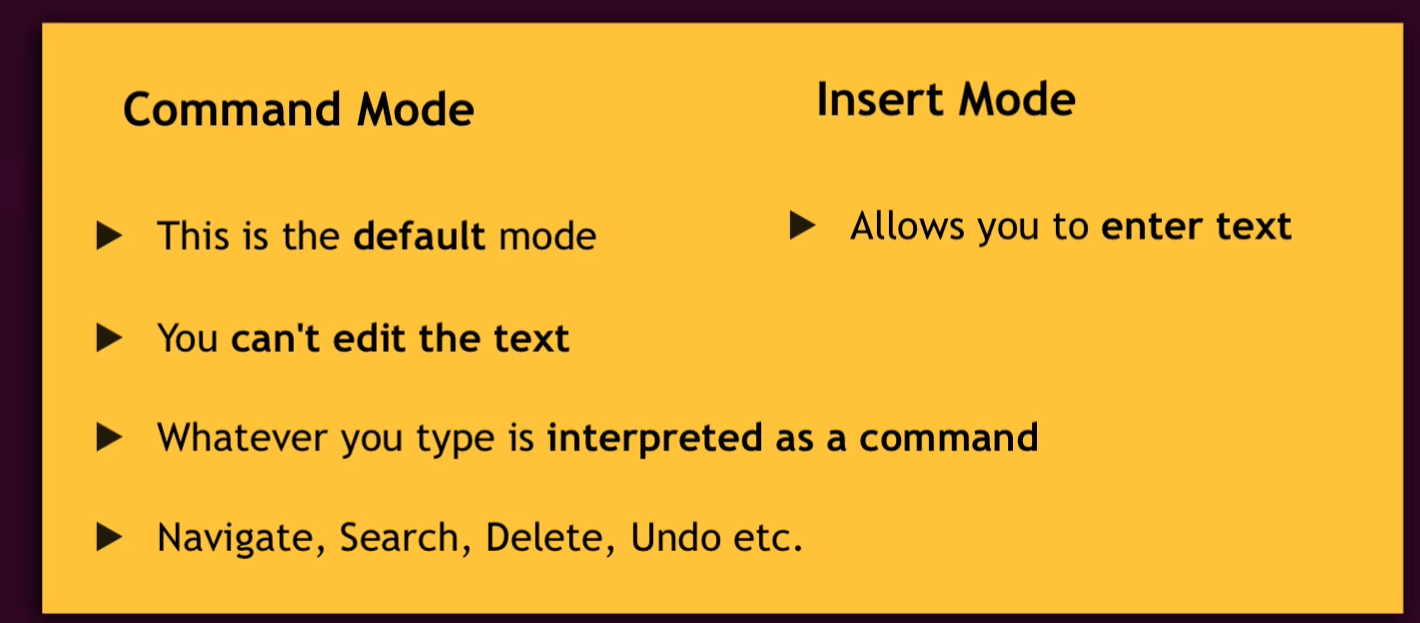 Command Mode
This is the default mode
You can't edit the text
Whatever you type is interpreted as a command
Navigate, Search, Delete, Undo etc.
Insert Mode
Allows you to enter text